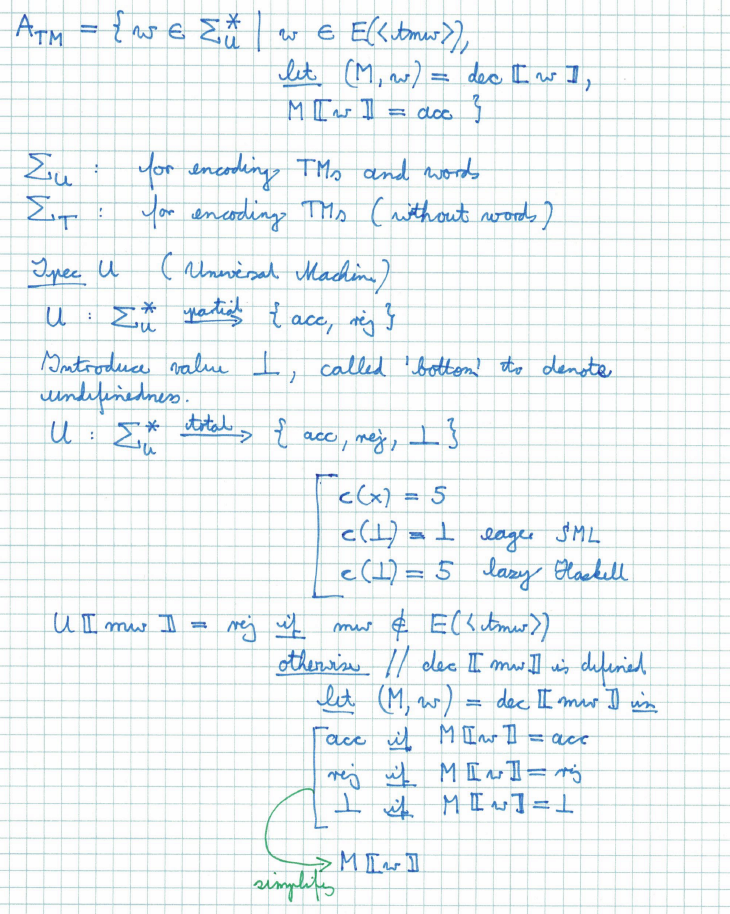 A_TM = { w ∈ Σ_u^* | w ∈ E(<tmw>),
let (M, w) = dec ⟦ w ⟧,
M ⟦ w ⟧ = acc }
Σ_u : for encoding TMs and words
Σ_T : for encoding TMs (without words)
Spec U (Universal Machine)
U : Σ_u^* partial→ { acc, rej }
Introduce value ⊥, called 'bottom' to denote
undefinedness.
U : Σ_u^* total→ { acc, rej, ⊥ }
c(x) = 5
c(⊥) = ⊥ eager SML
c(⊥) = 5 lazy Haskell
U ⟦ mw ⟧ = rej if mw ∉ E(<tmw>)
otherwise // dec ⟦ mw ⟧ is defined
let (M, w) = dec ⟦ mw ⟧ in
acc if M ⟦ w ⟧ = acc
rej if M ⟦ w ⟧ = rej
⊥ if M ⟦ w ⟧ = ⊥
M ⟦ w ⟧
simplify